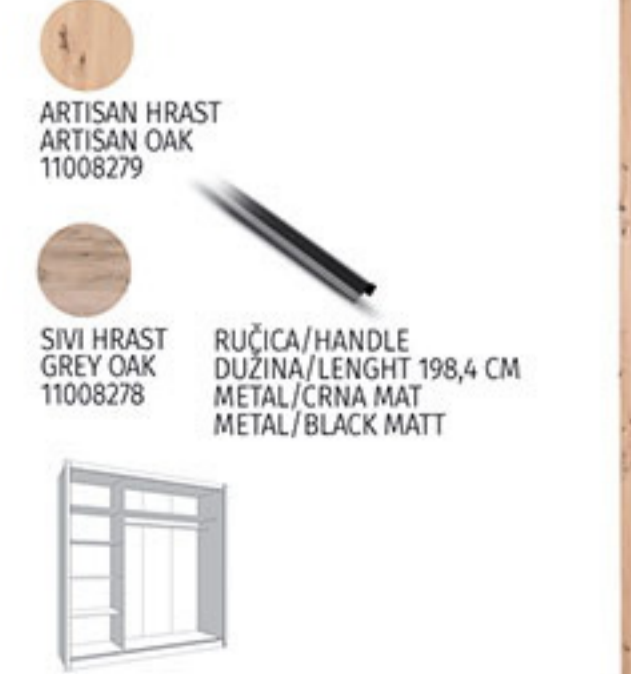 ARTISAN HRAST
ARTISAN OAK
11008279
SIVI HRAST
GREY OAK
11008278
RUČICA/HANDLE
DUŽINA/LENGHT 198,4 CM
METAL/CRNA MAT
METAL/BLACK MATT